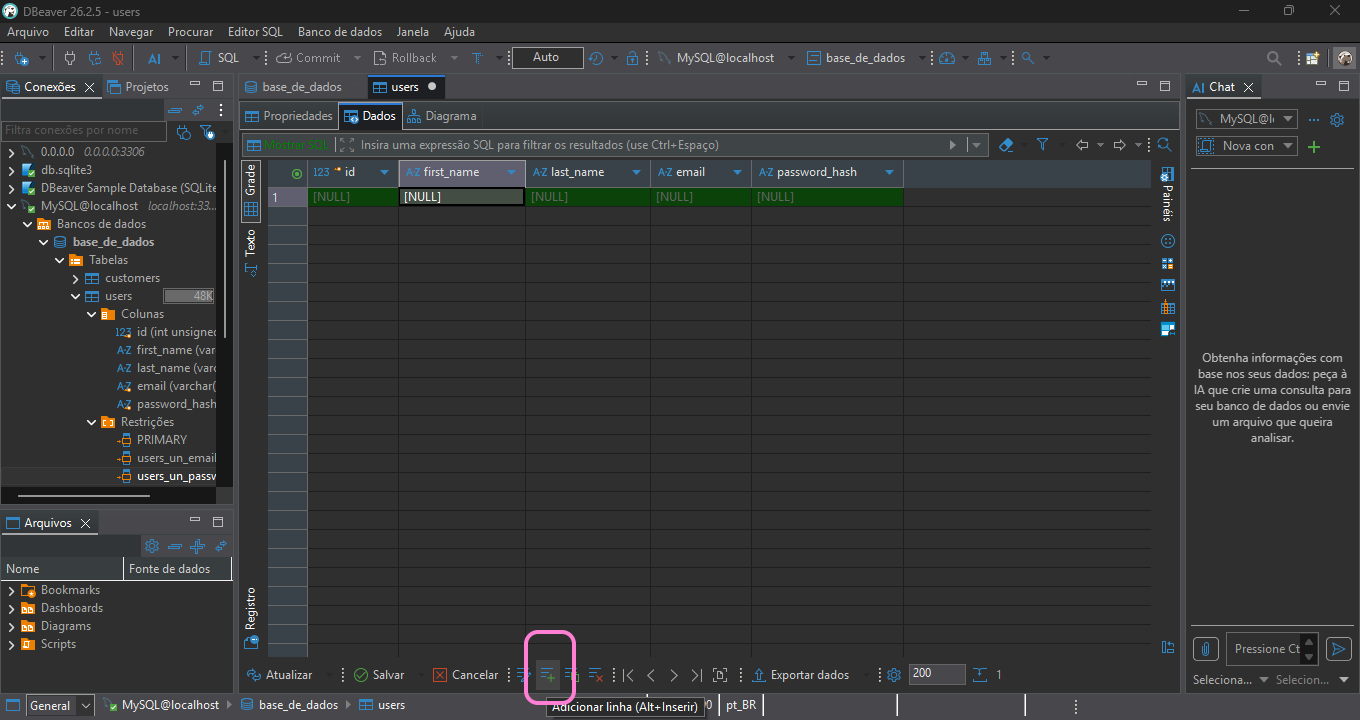 DBeaver 26.2.5 - users
Arquivo Editar Navegar Procurar Editor SQL Banco de dados Janela Ajuda
AI SQL Commit Rollback T Auto MySQL@localhost base_de_dados
Conexões Projetos
Filtra conexões por nome
0.0.0.0 0.0.0.0:3306
db.sqlite3
DBeaver Sample Database (SQLite
MySQL@localhost localhost:33...
Bancos de dados
base_de_dados
Tabelas
customers
users 48K
Colunas
id (int unsigned
first_name (var
last_name (varc
email (varchar(
password_hash
Restrições
PRIMARY
users_un_email
users_un_passw
Arquivos
Nome Fonte de dados
Bookmarks
Dashboards
Diagrams
Scripts
base_de_dados users
Propriedades Dados Diagrama
Mostrar SQL Insira uma expressão SQL para filtrar os resultados (use Ctrl+Espaço)
Grade
Texto
Registro
123 id A-Z first_name A-Z last_name A-Z email A-Z password_hash
1 [NULL] [NULL] [NULL] [NULL] [NULL]
Painéis
Atualizar Salvar Cancelar Exportar dados 200 1
Adicionar linha (Alt+Inserir)
AI Chat
MySQL@l
Nova con
Obtenha informações com
base nos seus dados: peça à
IA que crie uma consulta para
seu banco de dados ou envie
um arquivo que queira
analisar.
Pressione Ct
Seleciona... Selecion...
General MySQL@localhost base_de_dados users pt_BR